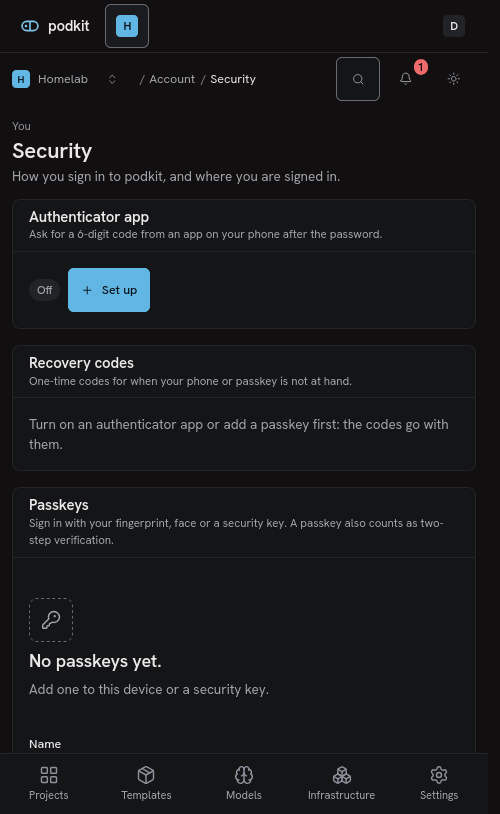 podkit
H
D
H Homelab / Account / Security
1
You
Security
How you sign in to podkit, and where you are signed in.
Authenticator app
Ask for a 6-digit code from an app on your phone after the password.
Off
+ Set up
Recovery codes
One-time codes for when your phone or passkey is not at hand.
Turn on an authenticator app or add a passkey first: the codes go with
them.
Passkeys
Sign in with your fingerprint, face or a security key. A passkey also counts as two-
step verification.
No passkeys yet.
Add one to this device or a security key.
Name
Projects
Templates
Models
Infrastructure
Settings